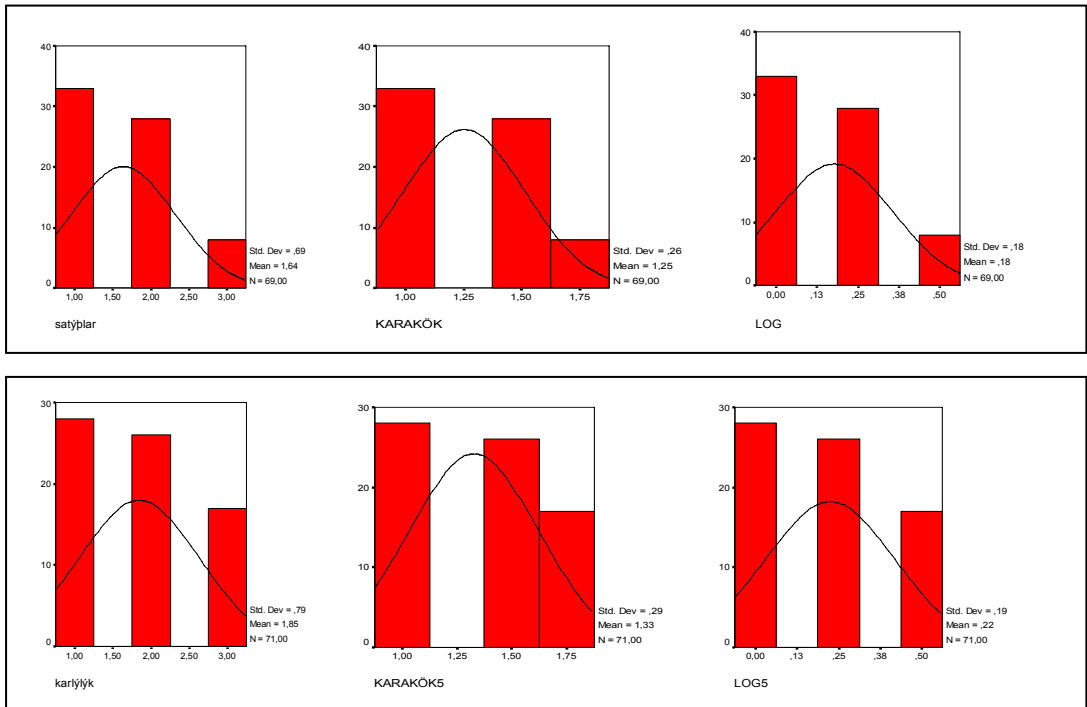 40
30
20
10
0
1,00 1,50 2,00 2,50 3,00
Std. Dev = ,69
Mean = 1,64
N = 69,00
satýþlar
40
30
20
10
0
1,00 1,25 1,50 1,75
Std. Dev = ,26
Mean = 1,25
N = 69,00
KARAKÖK
40
30
20
10
0
0,00 ,13 ,25 ,38 ,50
Std. Dev = ,18
Mean = ,18
N = 69,00
LOG
30
20
10
0
1,00 1,50 2,00 2,50 3,00
Std. Dev = ,79
Mean = 1,85
N = 71,00
karlýlýk
30
20
10
0
1,00 1,25 1,50 1,75
Std. Dev = ,29
Mean = 1,33
N = 71,00
KARAKÖK5
30
20
10
0
0,00 ,13 ,25 ,38 ,50
Std. Dev = ,19
Mean = ,22
N = 71,00
LOG5